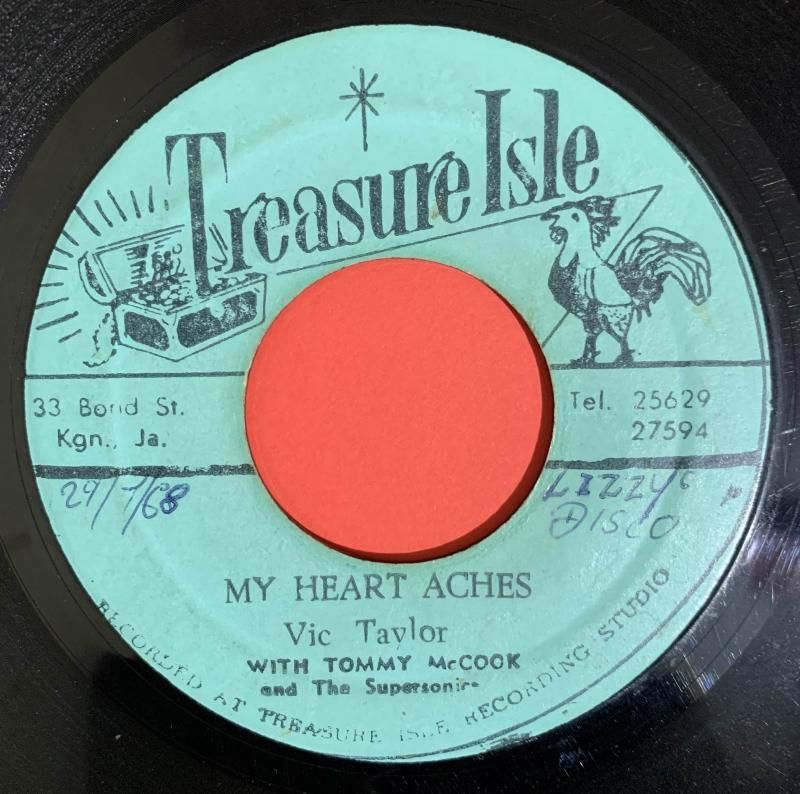 Treasure Isle
33 Bond St.
Kgn., Ja.
Tel. 25629
27594
29/7/68
LIZZY'S
DISCO
MY HEART ACHES
Vic Taylor
WITH TOMMY McCOOK
and The Supersonics
RECORDED AT TREASURE ISLE RECORDING STUDIO